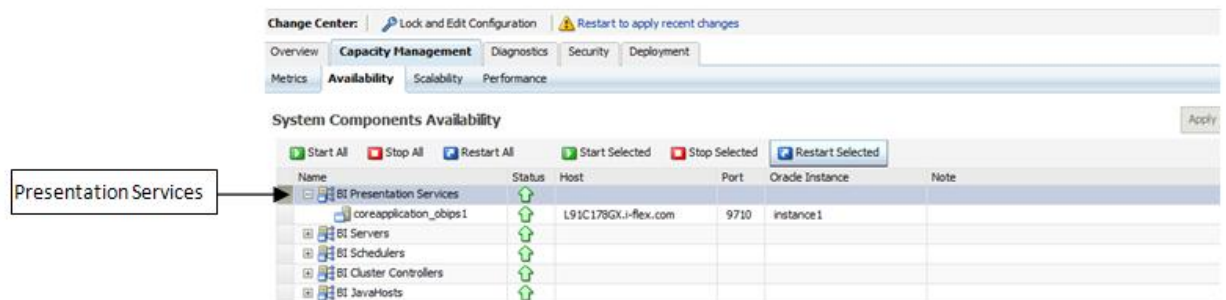 Change Center: Lock and Edit Configuration Restart to apply recent changes
Overview Capacity Management Diagnostics Security Deployment
Metrics Availability Scalability Performance
System Components Availability Apply
Start All Stop All Restart All Start Selected Stop Selected Restart Selected
Name Status Host Port Oracle Instance Note
Presentation Services
BI Presentation Services
coreapplication_obips1 L91C178GX.i-flex.com 9710 instance1
BI Servers
BI Schedulers
BI Cluster Controllers
BI JavaHosts